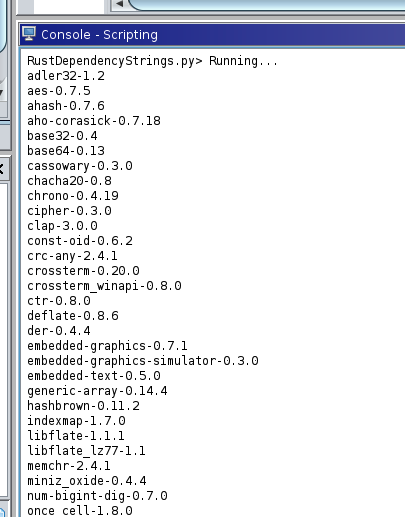 Console - Scripting
RustDependencyStrings.py> Running...
adler32-1.2
aes-0.7.5
ahash-0.7.6
aho-corasick-0.7.18
base32-0.4
base64-0.13
cassowary-0.3.0
chacha20-0.8
chrono-0.4.19
cipher-0.3.0
clap-3.0.0
const-oid-0.6.2
crc-any-2.4.1
crossterm-0.20.0
crossterm_winapi-0.8.0
ctr-0.8.0
deflate-0.8.6
der-0.4.4
embedded-graphics-0.7.1
embedded-graphics-simulator-0.3.0
embedded-text-0.5.0
generic-array-0.14.4
hashbrown-0.11.2
indexmap-1.7.0
libflate-1.1.1
libflate_lz77-1.1
memchr-2.4.1
miniz_oxide-0.4.4
num-bigint-dig-0.7.0
once_cell-1.8.0